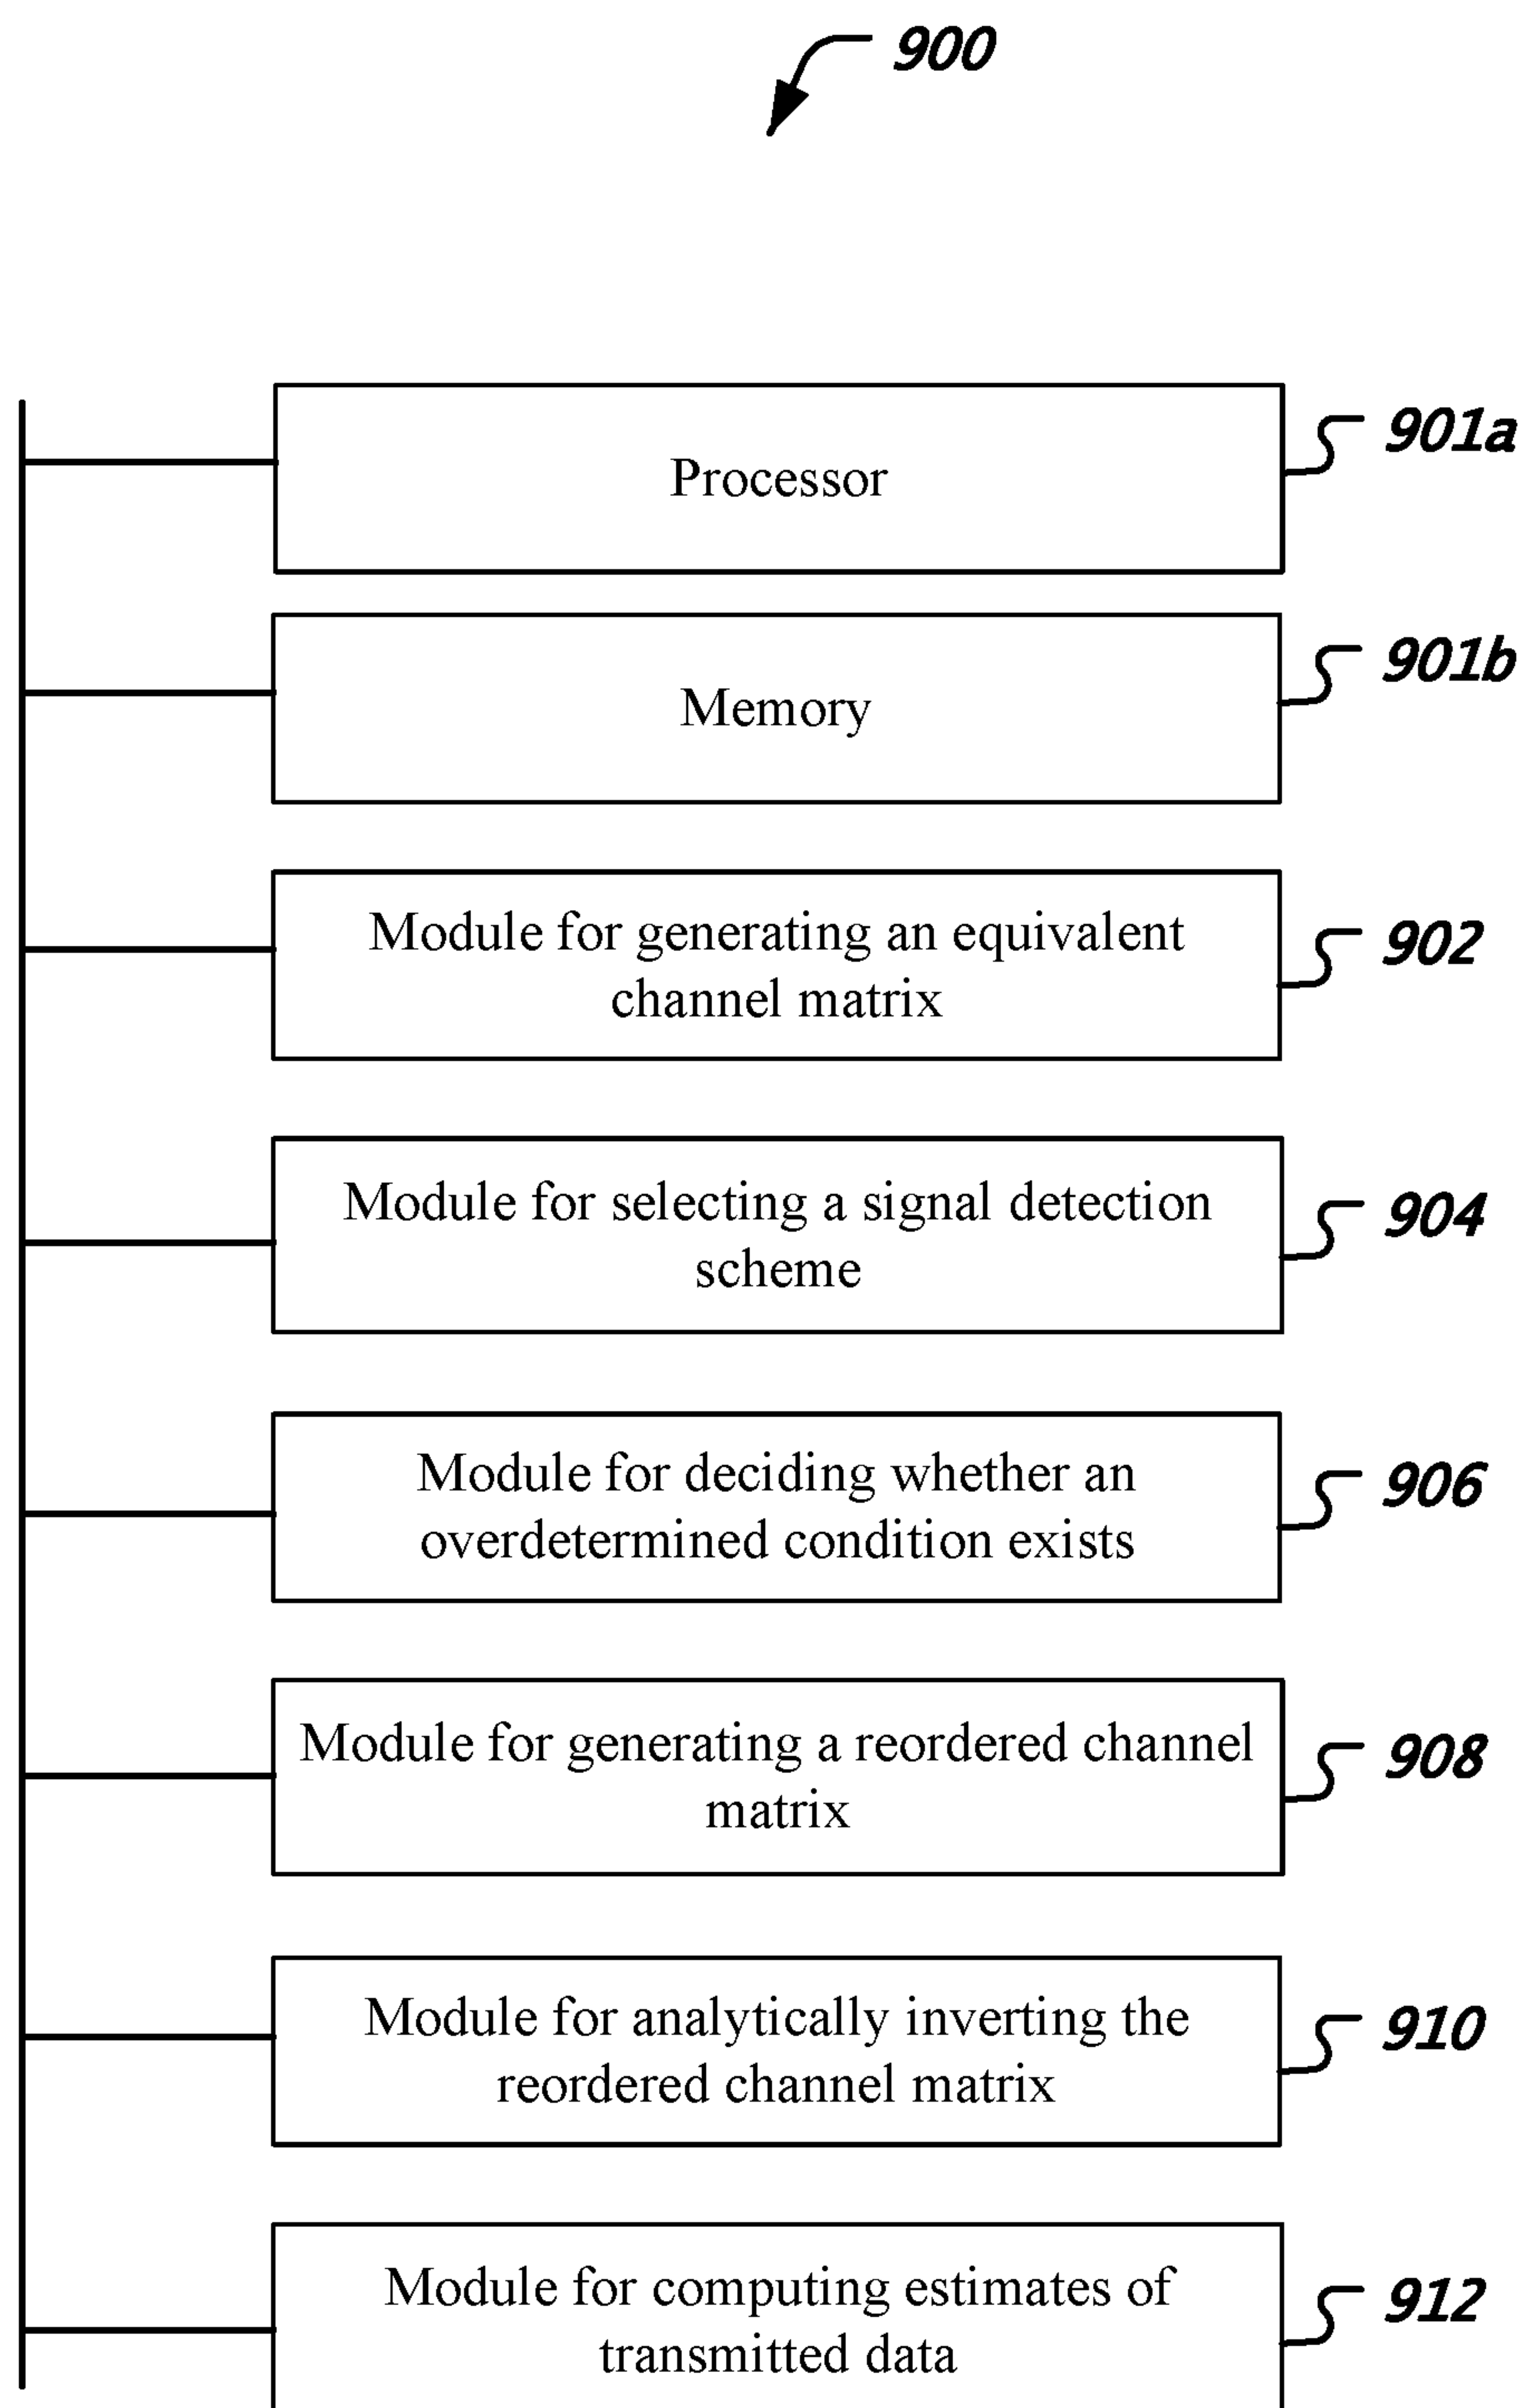 900
Processor
901a
Memory
901b
Module for generating an equivalent
channel matrix
902
Module for selecting a signal detection
scheme
904
Module for deciding whether an
overdetermined condition exists
906
Module for generating a reordered channel
matrix
908
Module for analytically inverting the
reordered channel matrix
910
Module for computing estimates of
transmitted data
912